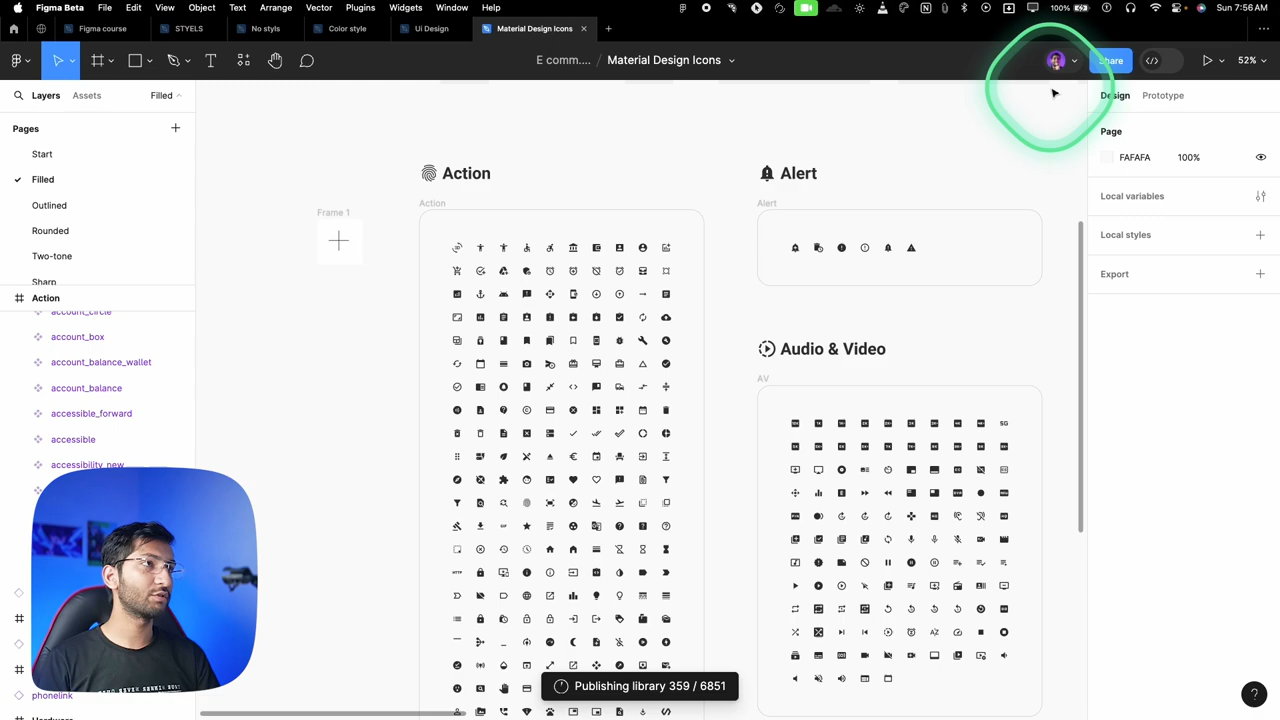 Figma Beta File Edit View Object Text Arrange Vector Plugins Widgets Window Help 100% Sun 7:56 AM
Figma course STYELS No styls Color style Ui Design Material Design Icons
E comm.... / Material Design Icons Share 52%
Layers Assets Filled
Design Prototype
Pages
Page
Start
FAFAFA 100%
Filled
Action Alert
Outlined
Local variables
Frame 1 Action Alert
Rounded
Local styles
Two-tone
Sharp
Export
Action
account_circle
account_box
Audio & Video
account_balance_wallet
AV
account_balance
accessible_forward
accessible
accessibility_new
5G
HTTP
Publishing library 359 / 6851
phonelink
Hardware
?